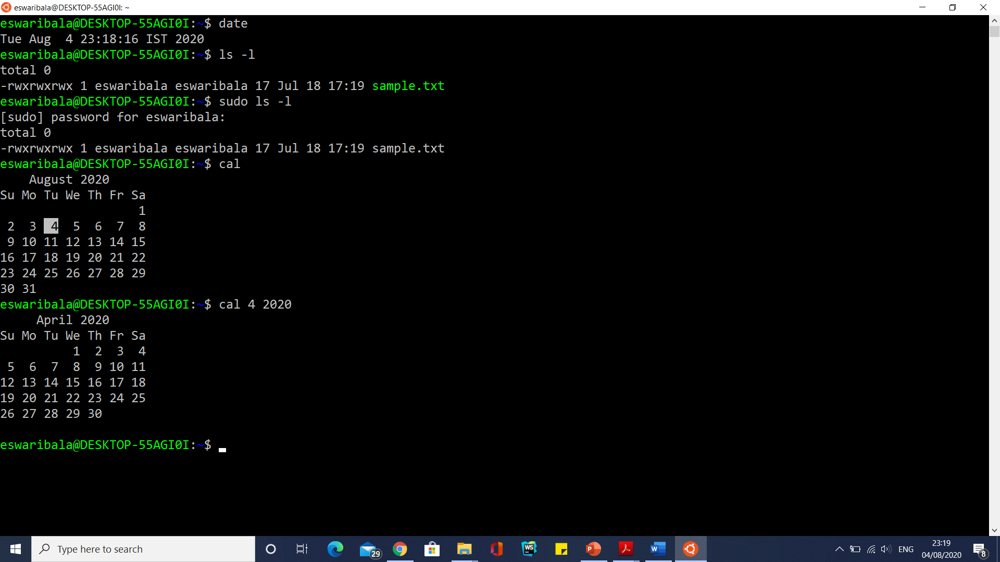 eswaribala@DESKTOP-55AGI0I: ~
eswaribala@DESKTOP-55AGI0I:~$ date
Tue Aug  4 23:18:16 IST 2020
eswaribala@DESKTOP-55AGI0I:~$ ls -l
total 0
-rwxrwxrwx 1 eswaribala eswaribala 17 Jul 18 17:19 sample.txt
eswaribala@DESKTOP-55AGI0I:~$ sudo ls -l
[sudo] password for eswaribala:
total 0
-rwxrwxrwx 1 eswaribala eswaribala 17 Jul 18 17:19 sample.txt
eswaribala@DESKTOP-55AGI0I:~$ cal
    August 2020
Su Mo Tu We Th Fr Sa
                   1
 2  3  4  5  6  7  8
 9 10 11 12 13 14 15
16 17 18 19 20 21 22
23 24 25 26 27 28 29
30 31
eswaribala@DESKTOP-55AGI0I:~$ cal 4 2020
     April 2020
Su Mo Tu We Th Fr Sa
          1  2  3  4
 5  6  7  8  9 10 11
12 13 14 15 16 17 18
19 20 21 22 23 24 25
26 27 28 29 30
eswaribala@DESKTOP-55AGI0I:~$
Type here to search
29
WS
P
W
ENG
23:19
04/08/2020
8